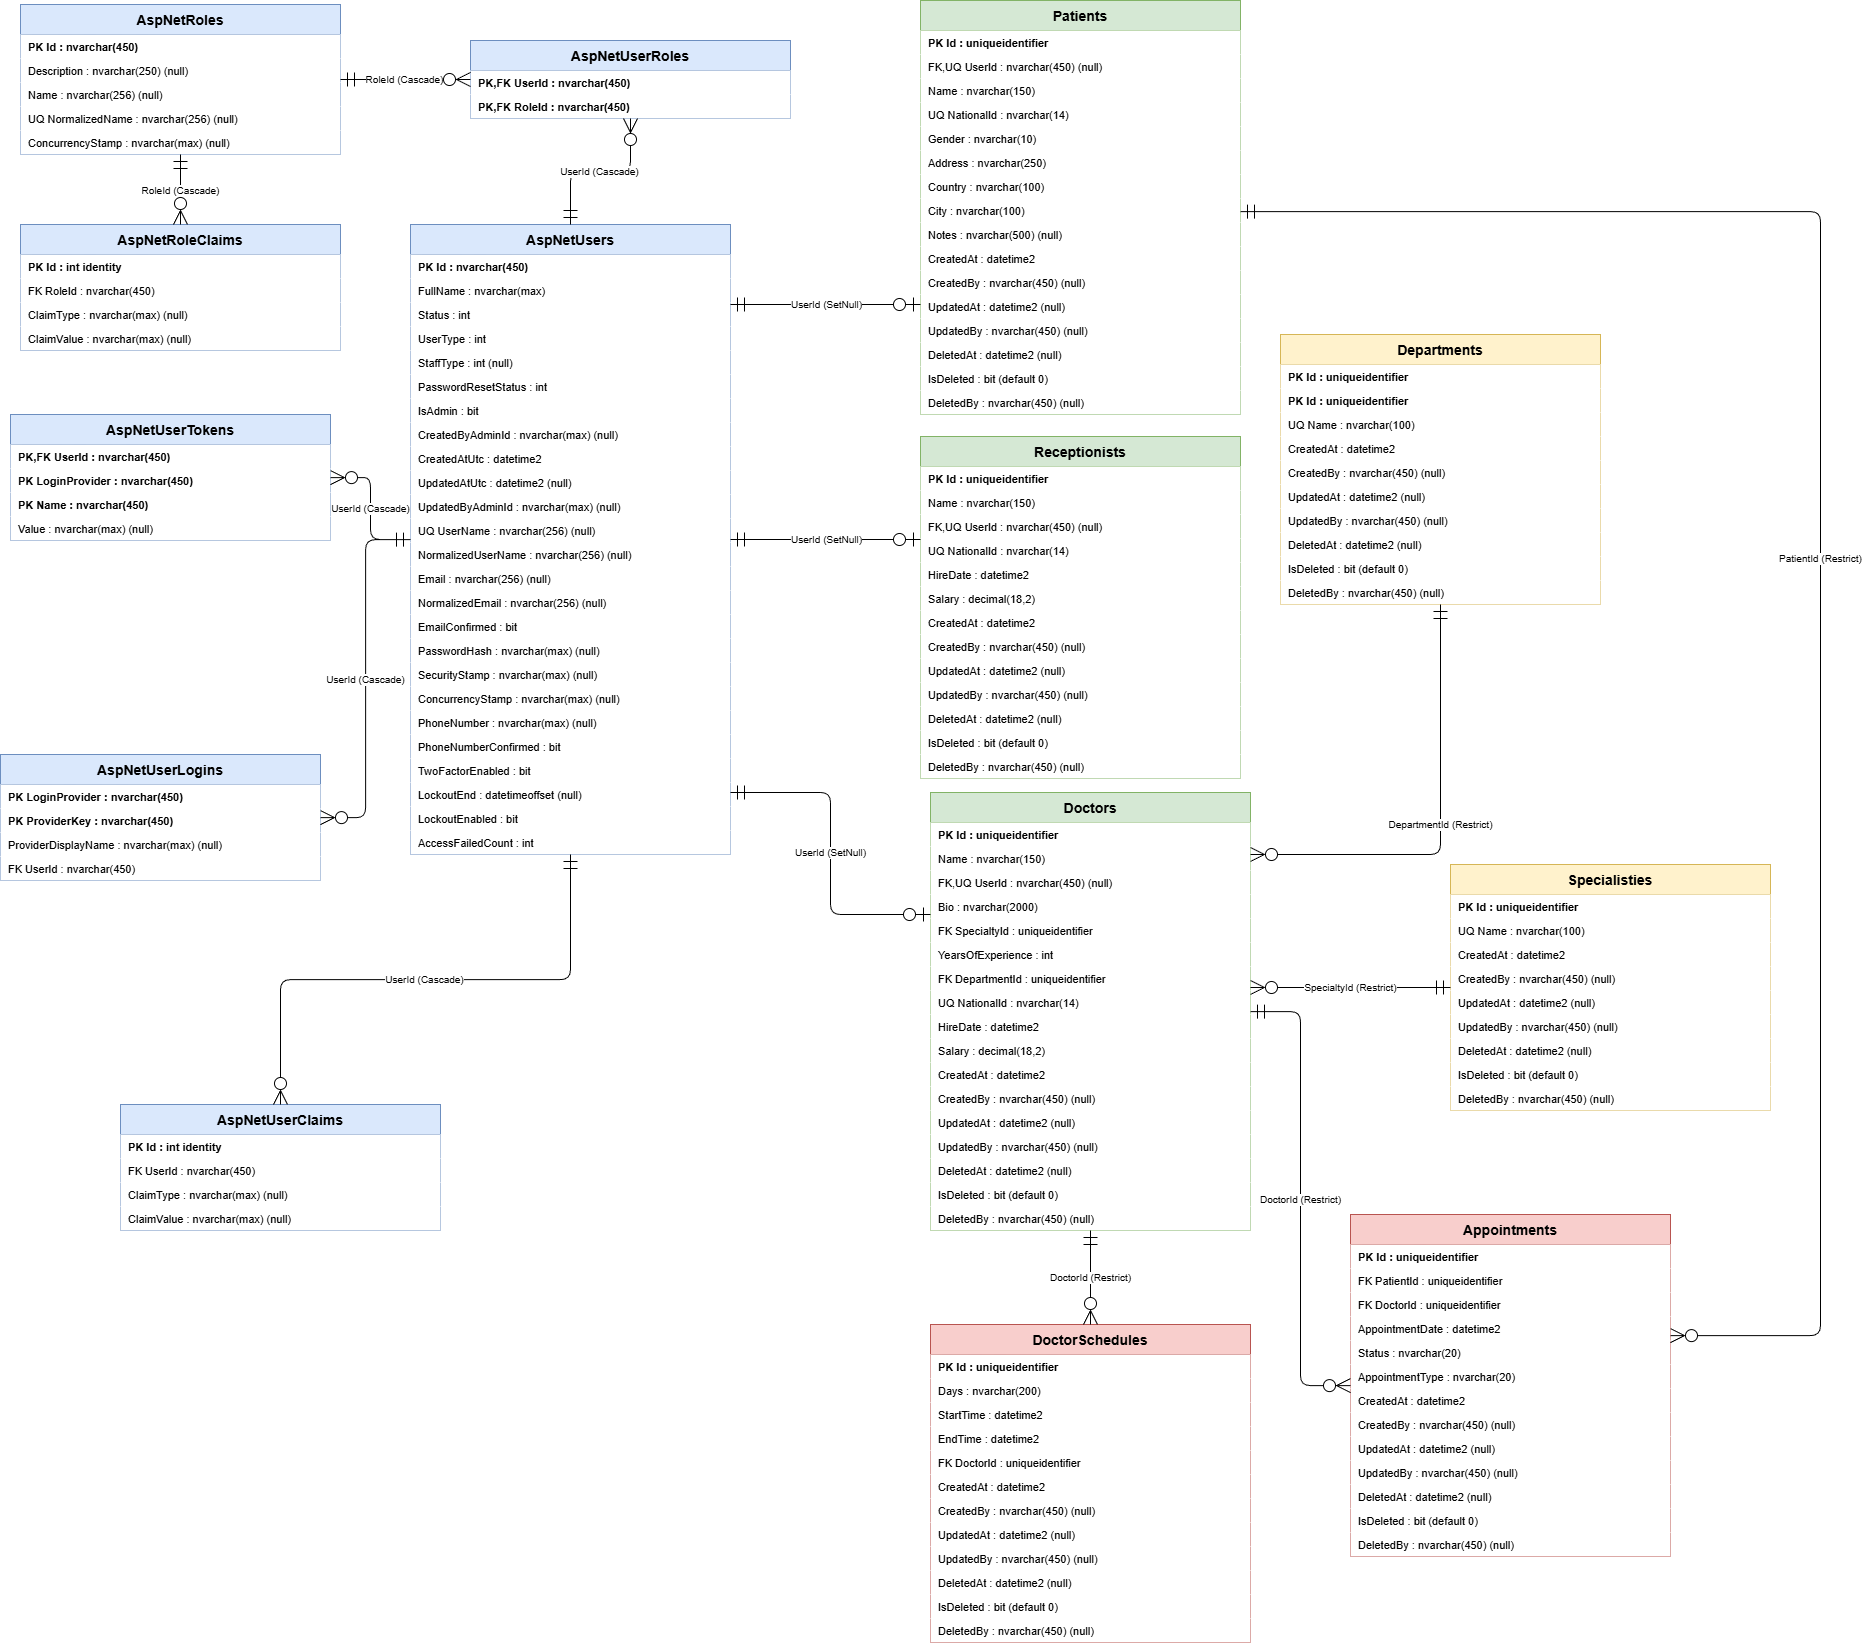 AspNetRoles
PK Id : nvarchar(450)
Description : nvarchar(250) (null)
Name : nvarchar(256) (null)
UQ NormalizedName : nvarchar(256) (null)
ConcurrencyStamp : nvarchar(max) (null)
RoleId (Cascade)
AspNetUserRoles
PK,FK UserId : nvarchar(450)
PK,FK RoleId : nvarchar(450)
UserId (Cascade)
RoleId (Cascade)
AspNetRoleClaims
PK Id : int identity
FK RoleId : nvarchar(450)
ClaimType : nvarchar(max) (null)
ClaimValue : nvarchar(max) (null)
AspNetUserTokens
PK,FK UserId : nvarchar(450)
PK LoginProvider : nvarchar(450)
PK Name : nvarchar(450)
Value : nvarchar(max) (null)
UserId (Cascade)
UserId (Cascade)
AspNetUserLogins
PK LoginProvider : nvarchar(450)
PK ProviderKey : nvarchar(450)
ProviderDisplayName : nvarchar(max) (null)
FK UserId : nvarchar(450)
AspNetUsers
PK Id : nvarchar(450)
FullName : nvarchar(max)
Status : int
UserType : int
StaffType : int (null)
PasswordResetStatus : int
IsAdmin : bit
CreatedByAdminId : nvarchar(max) (null)
CreatedAtUtc : datetime2
UpdatedAtUtc : datetime2 (null)
UpdatedByAdminId : nvarchar(max) (null)
UQ UserName : nvarchar(256) (null)
NormalizedUserName : nvarchar(256) (null)
Email : nvarchar(256) (null)
NormalizedEmail : nvarchar(256) (null)
EmailConfirmed : bit
PasswordHash : nvarchar(max) (null)
SecurityStamp : nvarchar(max) (null)
ConcurrencyStamp : nvarchar(max) (null)
PhoneNumber : nvarchar(max) (null)
PhoneNumberConfirmed : bit
TwoFactorEnabled : bit
LockoutEnd : datetimeoffset (null)
LockoutEnabled : bit
AccessFailedCount : int
UserId (Cascade)
AspNetUserClaims
PK Id : int identity
FK UserId : nvarchar(450)
ClaimType : nvarchar(max) (null)
ClaimValue : nvarchar(max) (null)
UserId (SetNull)
UserId (SetNull)
UserId (SetNull)
Patients
PK Id : uniqueidentifier
FK,UQ UserId : nvarchar(450) (null)
Name : nvarchar(150)
UQ NationalId : nvarchar(14)
Gender : nvarchar(10)
Address : nvarchar(250)
Country : nvarchar(100)
City : nvarchar(100)
Notes : nvarchar(500) (null)
CreatedAt : datetime2
CreatedBy : nvarchar(450) (null)
UpdatedAt : datetime2 (null)
UpdatedBy : nvarchar(450) (null)
DeletedAt : datetime2 (null)
IsDeleted : bit (default 0)
DeletedBy : nvarchar(450) (null)
Receptionists
PK Id : uniqueidentifier
Name : nvarchar(150)
FK,UQ UserId : nvarchar(450) (null)
UQ NationalId : nvarchar(14)
HireDate : datetime2
Salary : decimal(18,2)
CreatedAt : datetime2
CreatedBy : nvarchar(450) (null)
UpdatedAt : datetime2 (null)
UpdatedBy : nvarchar(450) (null)
DeletedAt : datetime2 (null)
IsDeleted : bit (default 0)
DeletedBy : nvarchar(450) (null)
Doctors
PK Id : uniqueidentifier
Name : nvarchar(150)
FK,UQ UserId : nvarchar(450) (null)
Bio : nvarchar(2000)
FK SpecialtyId : uniqueidentifier
YearsOfExperience : int
FK DepartmentId : uniqueidentifier
UQ NationalId : nvarchar(14)
HireDate : datetime2
Salary : decimal(18,2)
CreatedAt : datetime2
CreatedBy : nvarchar(450) (null)
UpdatedAt : datetime2 (null)
UpdatedBy : nvarchar(450) (null)
DeletedAt : datetime2 (null)
IsDeleted : bit (default 0)
DeletedBy : nvarchar(450) (null)
DoctorId (Restrict)
DoctorSchedules
PK Id : uniqueidentifier
Days : nvarchar(200)
StartTime : datetime2
EndTime : datetime2
FK DoctorId : uniqueidentifier
CreatedAt : datetime2
CreatedBy : nvarchar(450) (null)
UpdatedAt : datetime2 (null)
UpdatedBy : nvarchar(450) (null)
DeletedAt : datetime2 (null)
IsDeleted : bit (default 0)
DeletedBy : nvarchar(450) (null)
Departments
PK Id : uniqueidentifier
PK Id : uniqueidentifier
UQ Name : nvarchar(100)
CreatedAt : datetime2
CreatedBy : nvarchar(450) (null)
UpdatedAt : datetime2 (null)
UpdatedBy : nvarchar(450) (null)
DeletedAt : datetime2 (null)
IsDeleted : bit (default 0)
DeletedBy : nvarchar(450) (null)
PatientId (Restrict)
DepartmentId (Restrict)
Specialisties
PK Id : uniqueidentifier
UQ Name : nvarchar(100)
CreatedAt : datetime2
CreatedBy : nvarchar(450) (null)
UpdatedAt : datetime2 (null)
UpdatedBy : nvarchar(450) (null)
DeletedAt : datetime2 (null)
IsDeleted : bit (default 0)
DeletedBy : nvarchar(450) (null)
SpecialtyId (Restrict)
DoctorId (Restrict)
Appointments
PK Id : uniqueidentifier
FK PatientId : uniqueidentifier
FK DoctorId : uniqueidentifier
AppointmentDate : datetime2
Status : nvarchar(20)
AppointmentType : nvarchar(20)
CreatedAt : datetime2
CreatedBy : nvarchar(450) (null)
UpdatedAt : datetime2 (null)
UpdatedBy : nvarchar(450) (null)
DeletedAt : datetime2 (null)
IsDeleted : bit (default 0)
DeletedBy : nvarchar(450) (null)